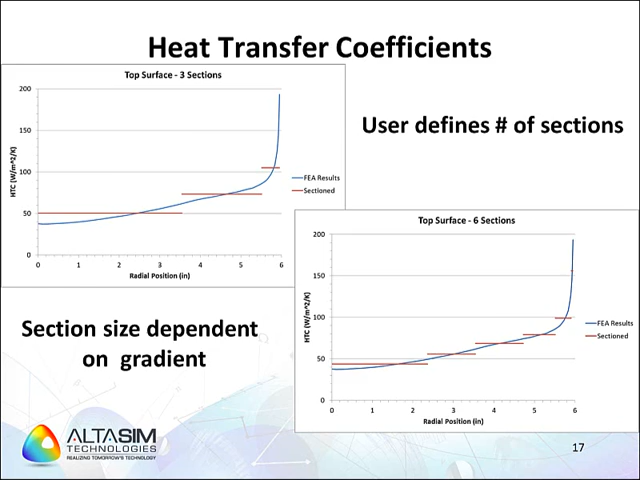 Heat Transfer Coefficients
Top Surface - 3 Sections
200
150
100
50
0
HTC (W/m^2/K)
0 1 2 3 4 5 6
Radial Position (in)
FEA Results
Sectioned
User defines # of sections
Top Surface - 6 Sections
200
150
100
50
0
HTC (W/m^2/K)
0 1 2 3 4 5 6
Radial Position (in)
FEA Results
Sectioned
Section size dependent
on gradient
ALTASIM
TECHNOLOGIES
REALIZING TOMORROW'S TECHNOLOGY
17